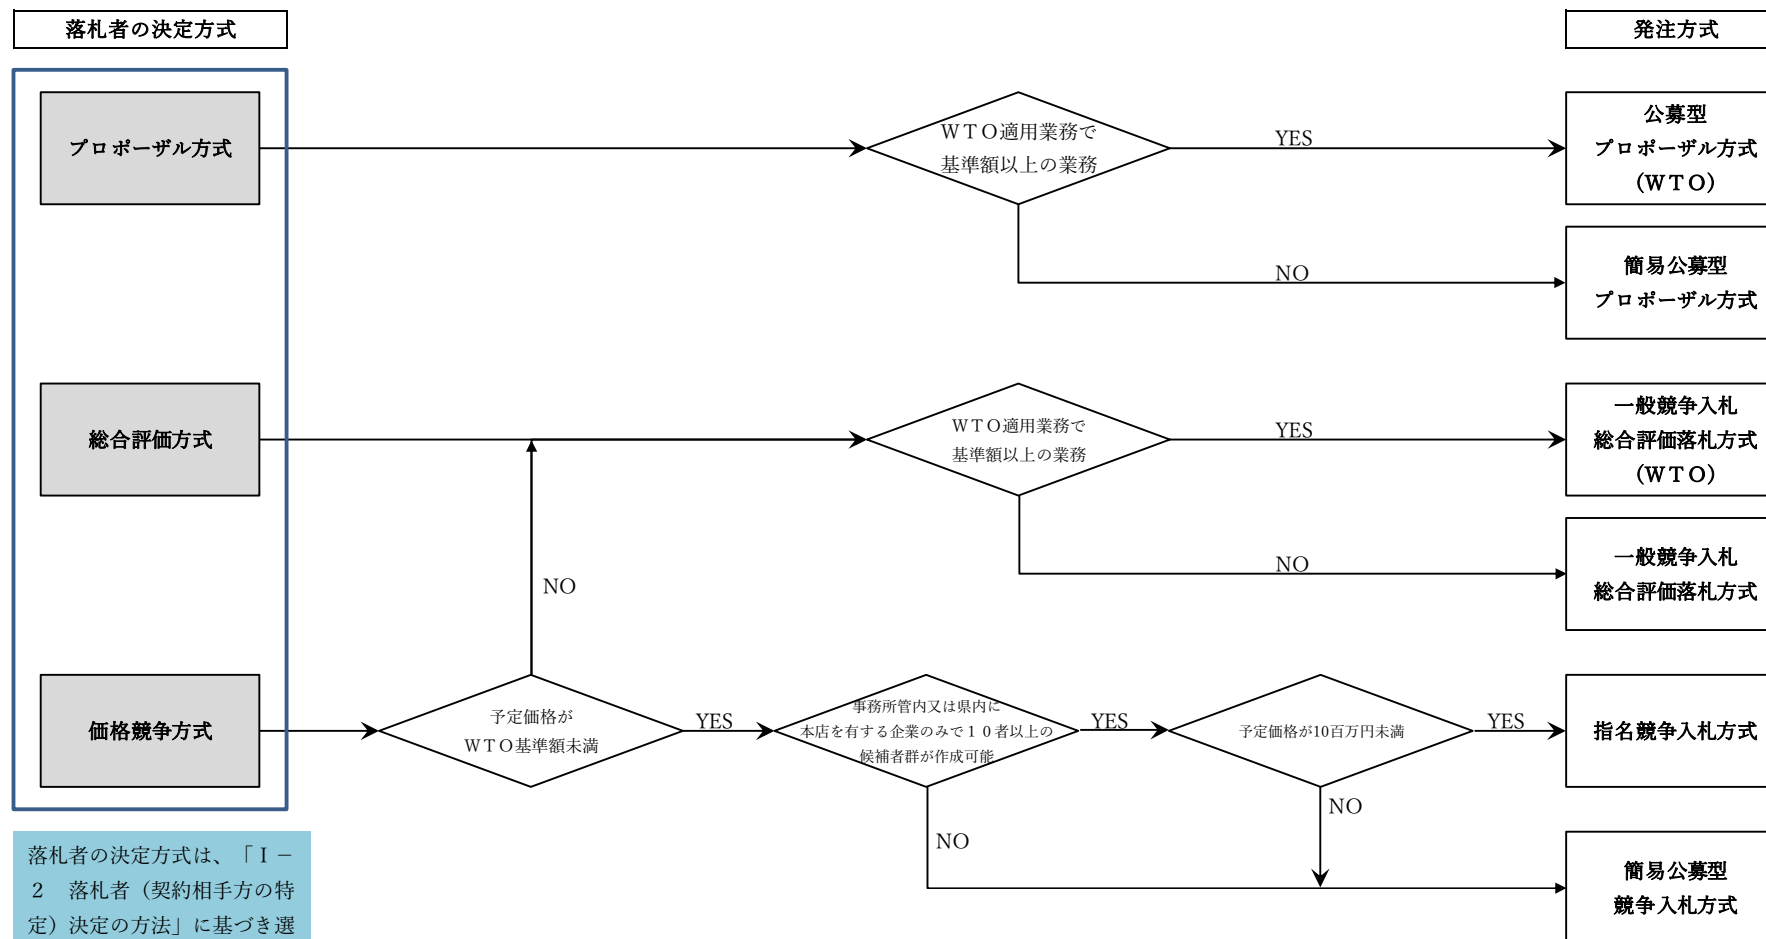 落札者の決定方式
発注方式
プロポーザル方式
ＷＴＯ適用業務で
基準額以上の業務
YES
公募型
プロポーザル方式
（ＷＴＯ）
NO
簡易公募型
プロポーザル方式
総合評価方式
ＷＴＯ適用業務で
基準額以上の業務
YES
一般競争入札
総合評価落札方式
（ＷＴＯ）
NO
一般競争入札
総合評価落札方式
NO
価格競争方式
予定価格が
ＷＴＯ基準額未満
YES
事務所管内又は県内に
本店を有する企業のみで１０者以上の
候補者群が作成可能
YES
予定価格が10百万円未満
YES
指名競争入札方式
NO
NO
簡易公募型
競争入札方式
落札者の決定方式は、「Ｉ－
２　落札者（契約相手方の特
定）決定の方法」に基づき選